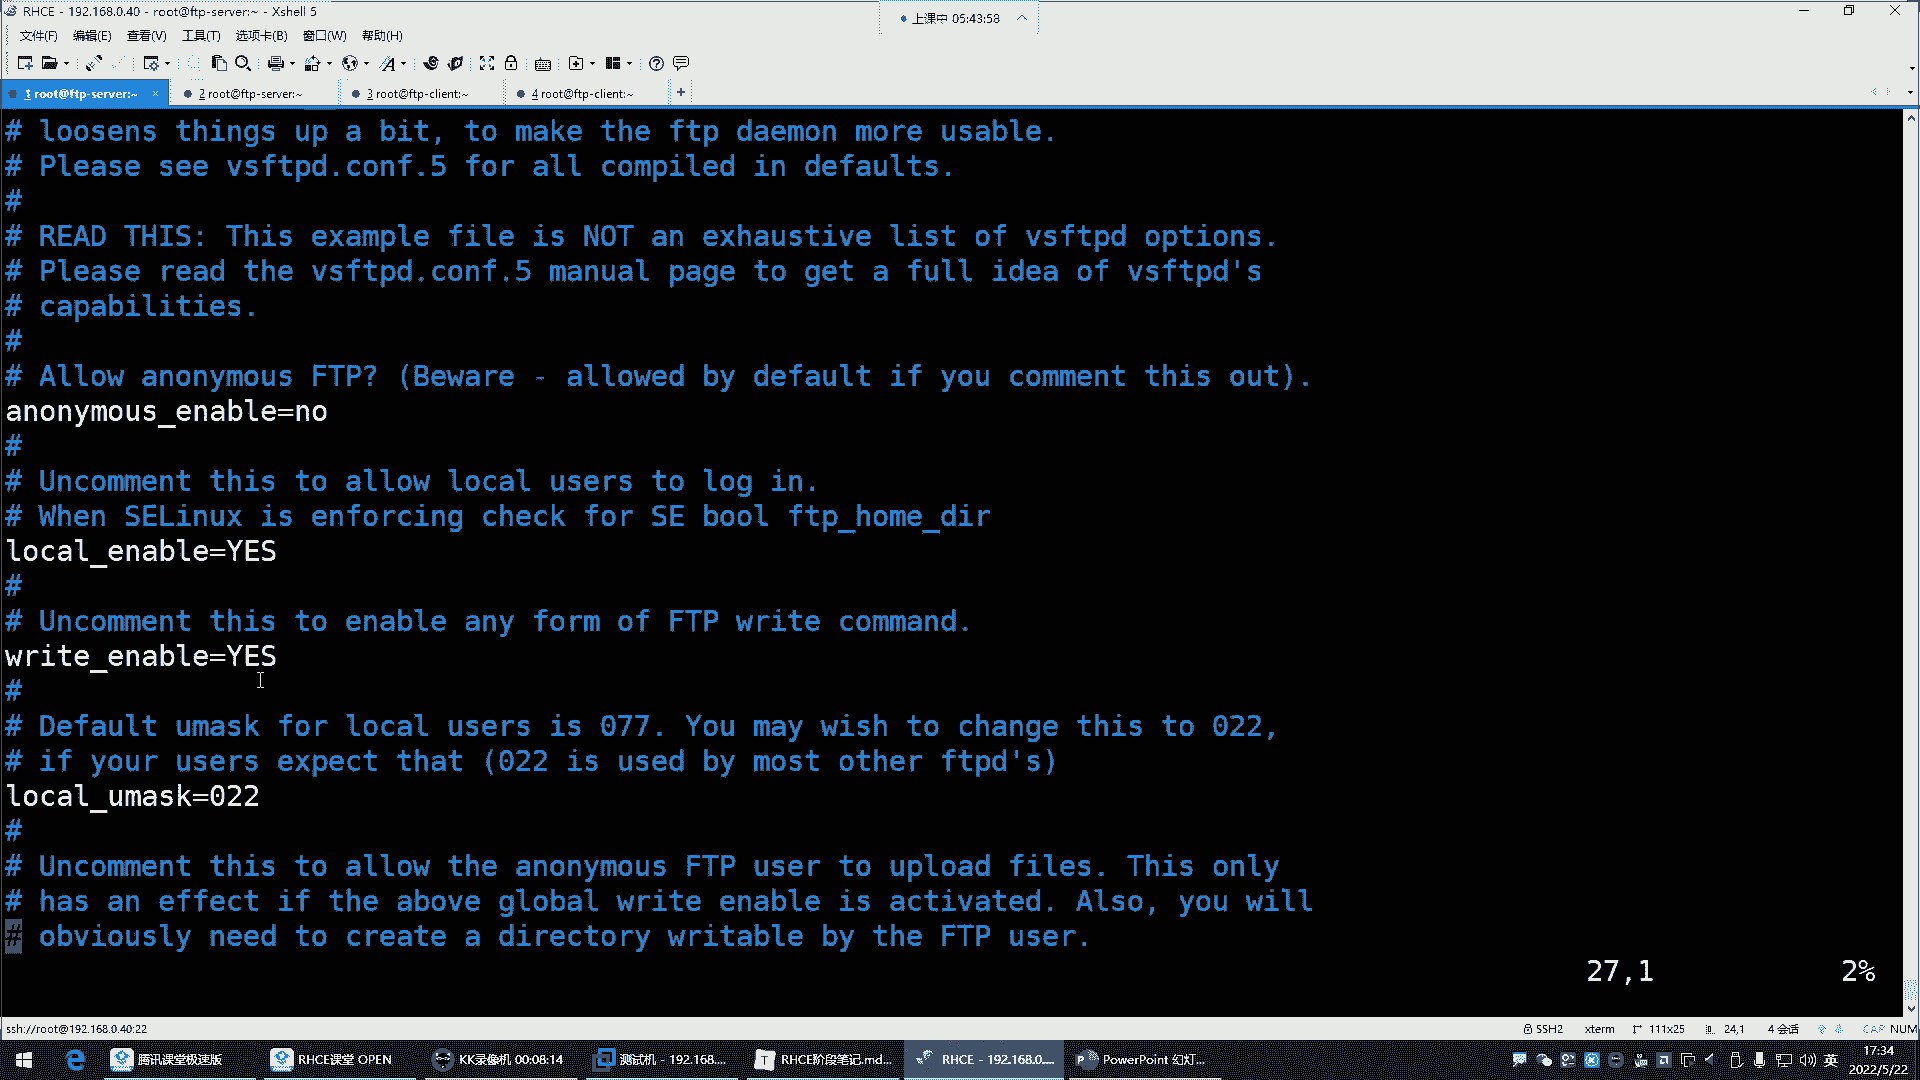 RHCE - 192.168.0.40 - root@ftp-server:~ - Xshell 5
上课中 05:43:58
文件(F) 编辑(E) 查看(V) 工具(T) 选项卡(B) 窗口(W) 帮助(H)
1 root@ftp-server:~ × 2 root@ftp-server:~ 3 root@ftp-client:~ 4 root@ftp-client:~ +
# loosens things up a bit, to make the ftp daemon more usable.
# Please see vsftpd.conf.5 for all compiled in defaults.
#
# READ THIS: This example file is NOT an exhaustive list of vsftpd options.
# Please read the vsftpd.conf.5 manual page to get a full idea of vsftpd's
# capabilities.
#
# Allow anonymous FTP? (Beware - allowed by default if you comment this out).
anonymous_enable=no
#
# Uncomment this to allow local users to log in.
# When SELinux is enforcing check for SE bool ftp_home_dir
local_enable=YES
#
# Uncomment this to enable any form of FTP write command.
write_enable=YES
#
# Default umask for local users is 077. You may wish to change this to 022,
# if your users expect that (022 is used by most other ftpd's)
local_umask=022
#
# Uncomment this to allow the anonymous FTP user to upload files. This only
# has an effect if the above global write enable is activated. Also, you will
# obviously need to create a directory writable by the FTP user.
27,1 2%
ssh://root@192.168.0.40:22 SSH2 xterm 111x25 24,1 4 会话 CAP NUM
腾讯课堂极速版 RHCE课堂 OPEN KK录像机 00:08:14 测试机 - 192.168.... RHCE阶段笔记.md... RHCE - 192.168.0.... PowerPoint 幻灯... 英 17:34
2022/5/22